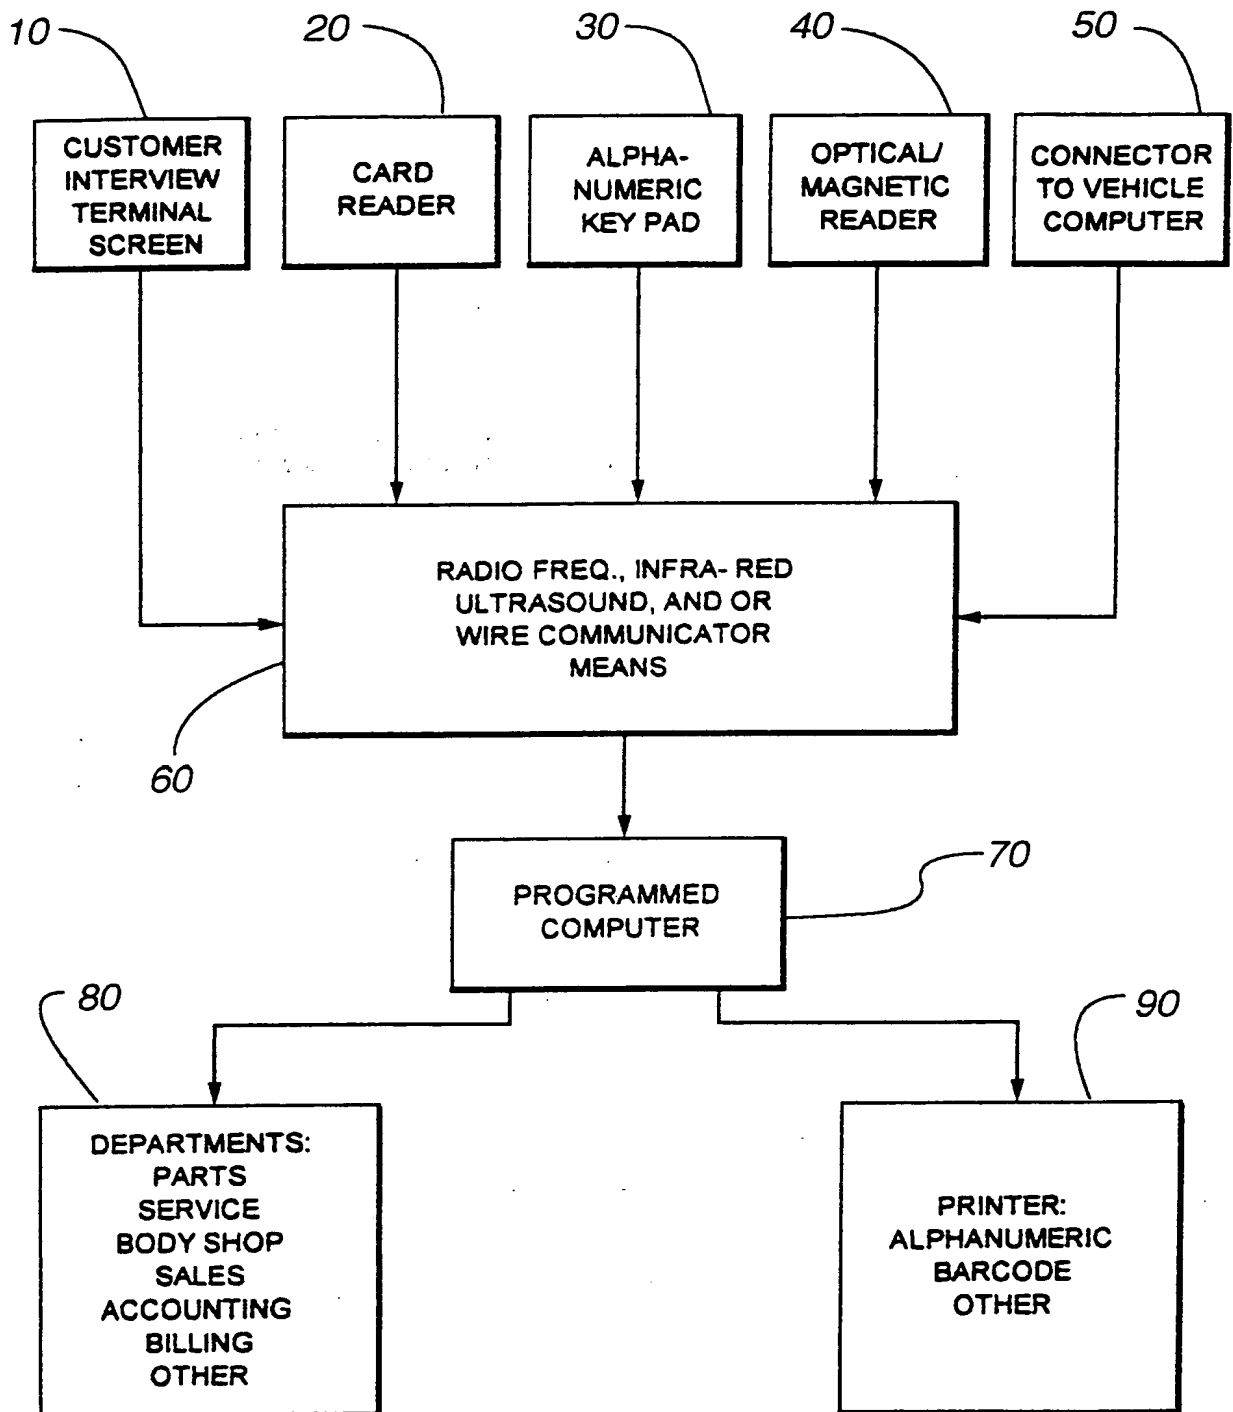 10
20
30
40
50
CUSTOMER
INTERVIEW
TERMINAL
SCREEN
CARD
READER
ALPHA-
NUMERIC
KEY PAD
OPTICAL/
MAGNETIC
READER
CONNECTOR
TO VEHICLE
COMPUTER
RADIO FREQ., INFRA- RED
ULTRASOUND, AND OR
WIRE COMMUNICATOR
MEANS
60
PROGRAMMED
COMPUTER
70
80
90
DEPARTMENTS:
PARTS
SERVICE
BODY SHOP
SALES
ACCOUNTING
BILLING
OTHER
PRINTER:
ALPHANUMERIC
BARCODE
OTHER